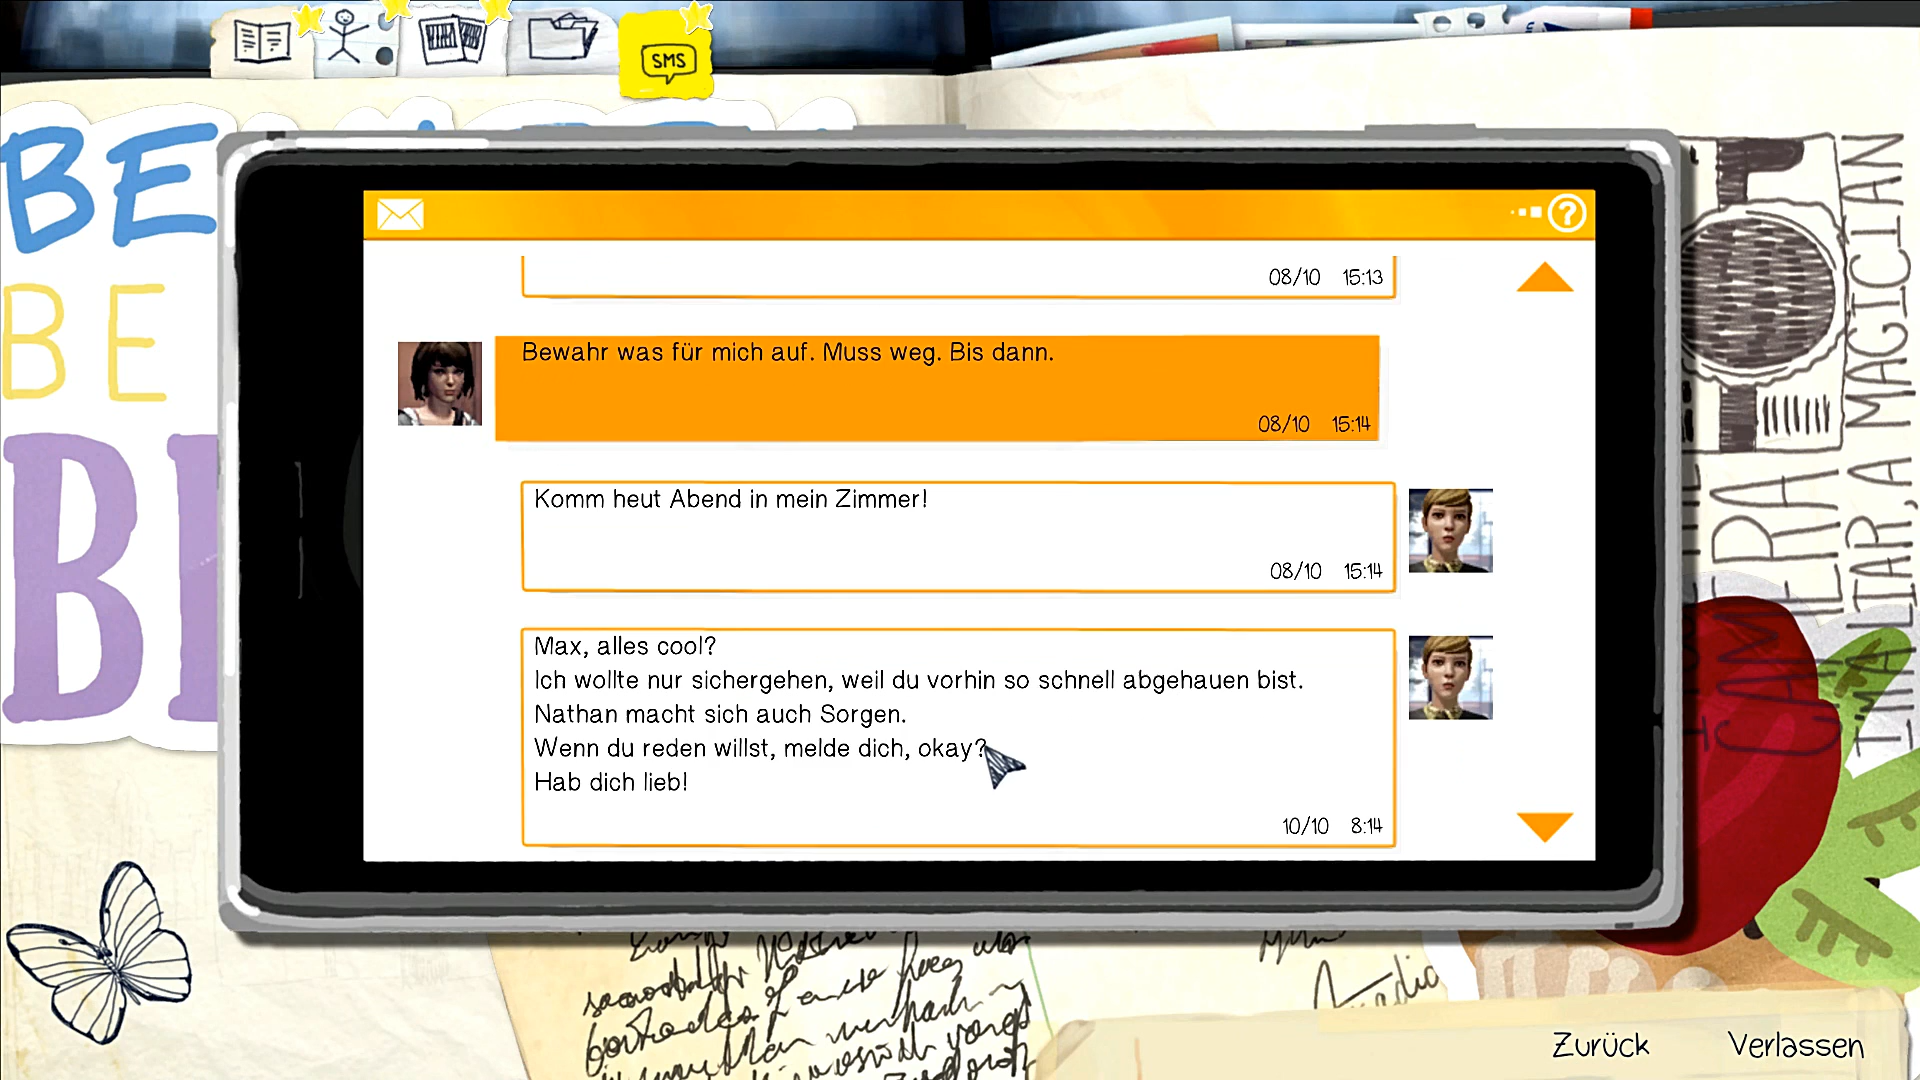 SMS
BE
BE
BE
08/10 15:13
Bewahr was für mich auf. Muss weg. Bis dann.
08/10 15:14
Komm heut Abend in mein Zimmer!
08/10 15:14
Max, alles cool?
Ich wollte nur sichergehen, weil du vorhin so schnell abgehauen bist.
Nathan macht sich auch Sorgen.
Wenn du reden willst, melde dich, okay?
Hab dich lieb!
10/10 8:14
CAMERA
LIAR, A MAGICIAN
Zurück
Verlassen